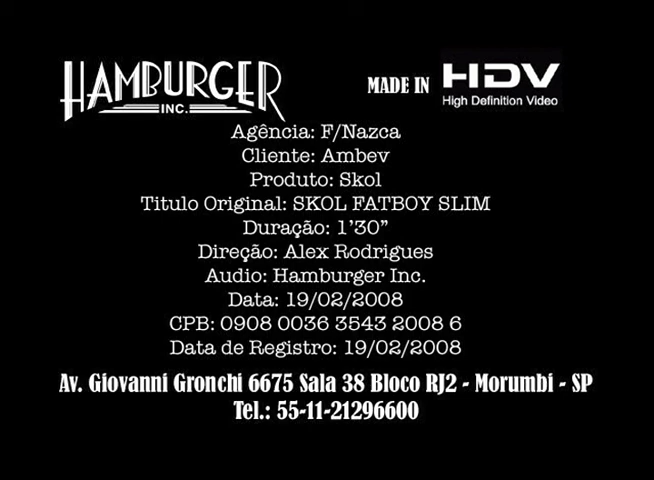 HAMBURGER
INC.
MADE IN HDV
High Definition Video
Agência: F/Nazca
Cliente: Ambev
Produto: Skol
Titulo Original: SKOL FATBOY SLIM
Duração: 1'30”
Direção: Alex Rodrigues
Audio: Hamburger Inc.
Data: 19/02/2008
CPB: 0908 0036 3543 2008 6
Data de Registro: 19/02/2008
Av. Giovanni Gronchi 6675 Sala 38 Bloco RJ2 - Morumbi - SP
Tel.: 55-11-21296600